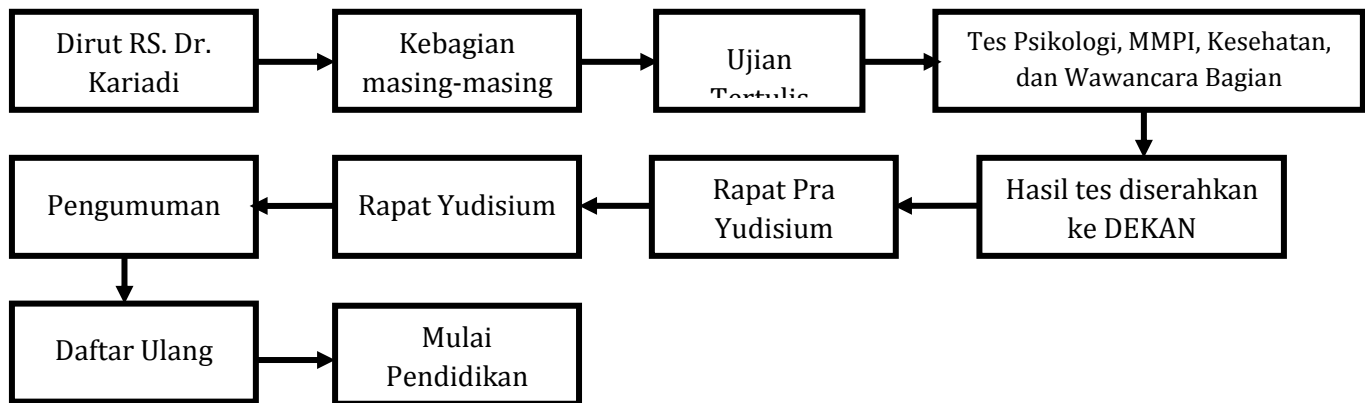 Dirut RS. Dr.
Kariadi
Kebagian
masing-masing
Ujian
Tertulis
Tes Psikologi, MMPI, Kesehatan,
dan Wawancara Bagian
Hasil tes diserahkan
ke DEKAN
Rapat Pra
Yudisium
Rapat Yudisium
Pengumuman
Daftar Ulang
Mulai
Pendidikan